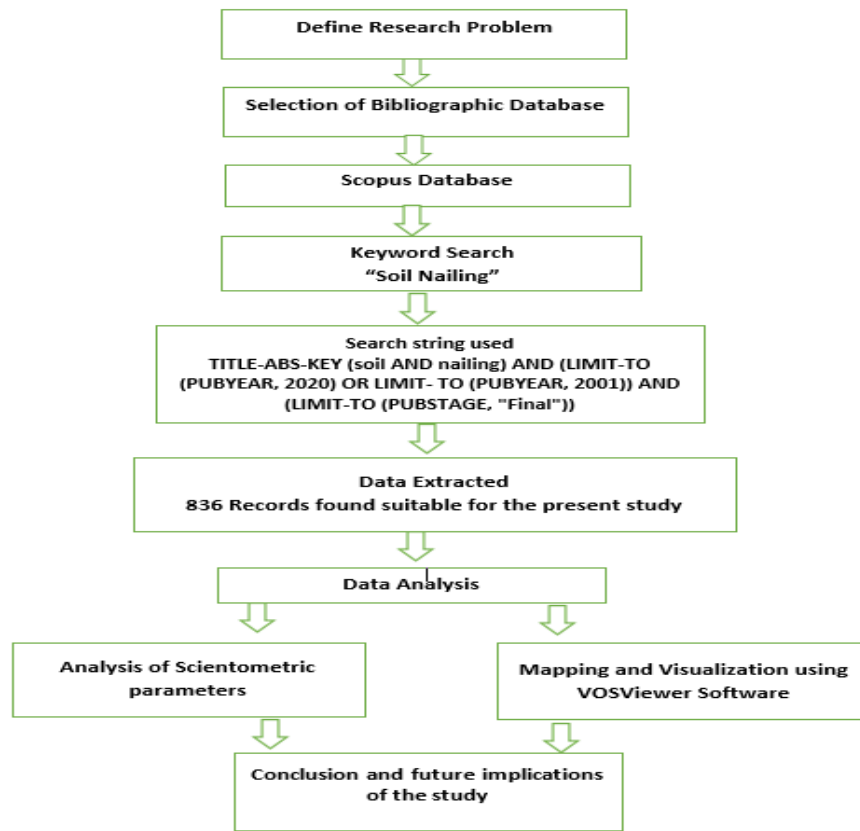 Define Research Problem
Selection of Bibliographic Database
Scopus Database
Keyword Search
“Soil Nailing”
Search string used
TITLE-ABS-KEY (soil AND nailing) AND (LIMIT-TO
(PUBYEAR, 2020) OR LIMIT- TO (PUBYEAR, 2001)) AND
(LIMIT-TO (PUBSTAGE, "Final"))
Data Extracted
836 Records found suitable for the present study
Data Analysis
Analysis of Scientometric
parameters
Mapping and Visualization using
VOSViewer Software
Conclusion and future implications
of the study